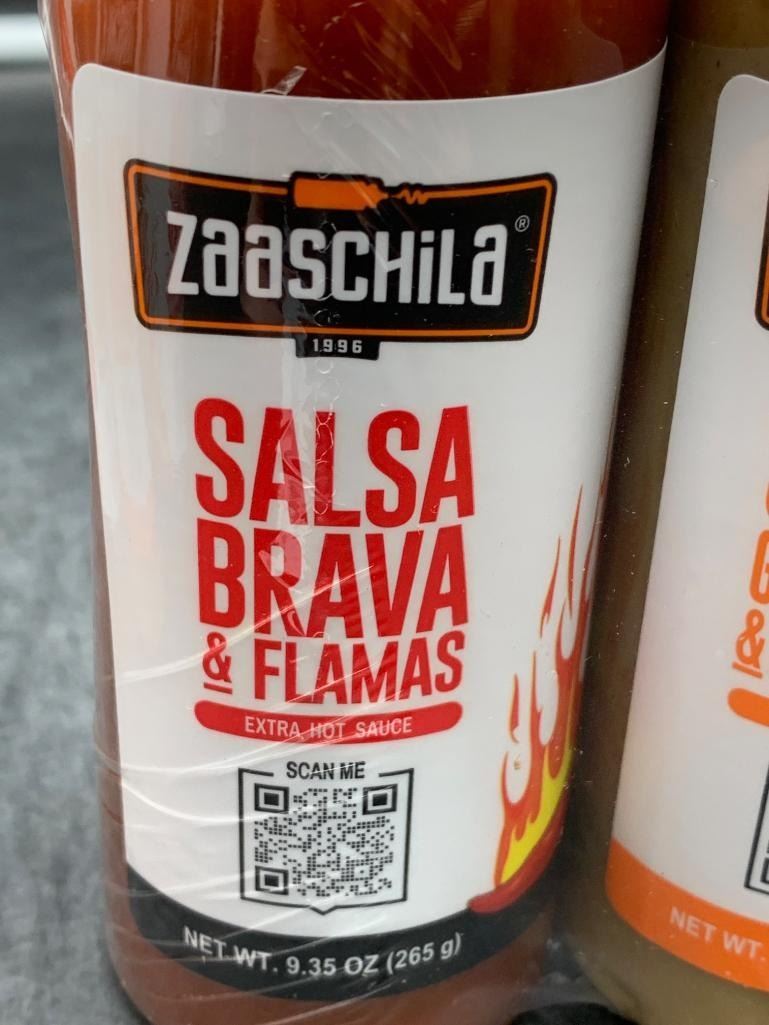 zaaSCHiLa®
1996
SALSA
BRAVA
& FLAMAS
EXTRA HOT SAUCE
SCAN ME
NET WT. 9.35 OZ (265 g)
&
NET WT.